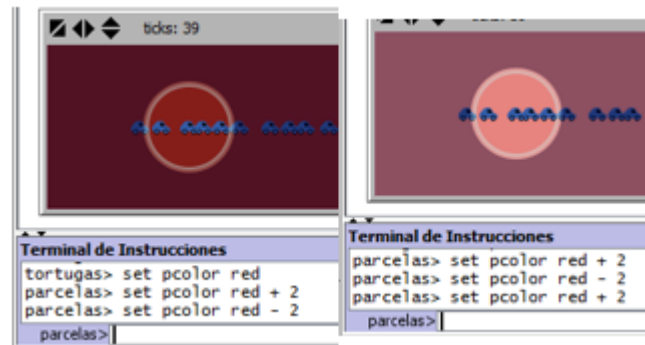 ticks: 39
Terminal de Instrucciones
tortugas> set pcolor red
parcelas> set pcolor red + 2
parcelas> set pcolor red - 2
parcelas>
Terminal de Instrucciones
parcelas> set pcolor red + 2
parcelas> set pcolor red - 2
parcelas> set pcolor red + 2
parcelas>